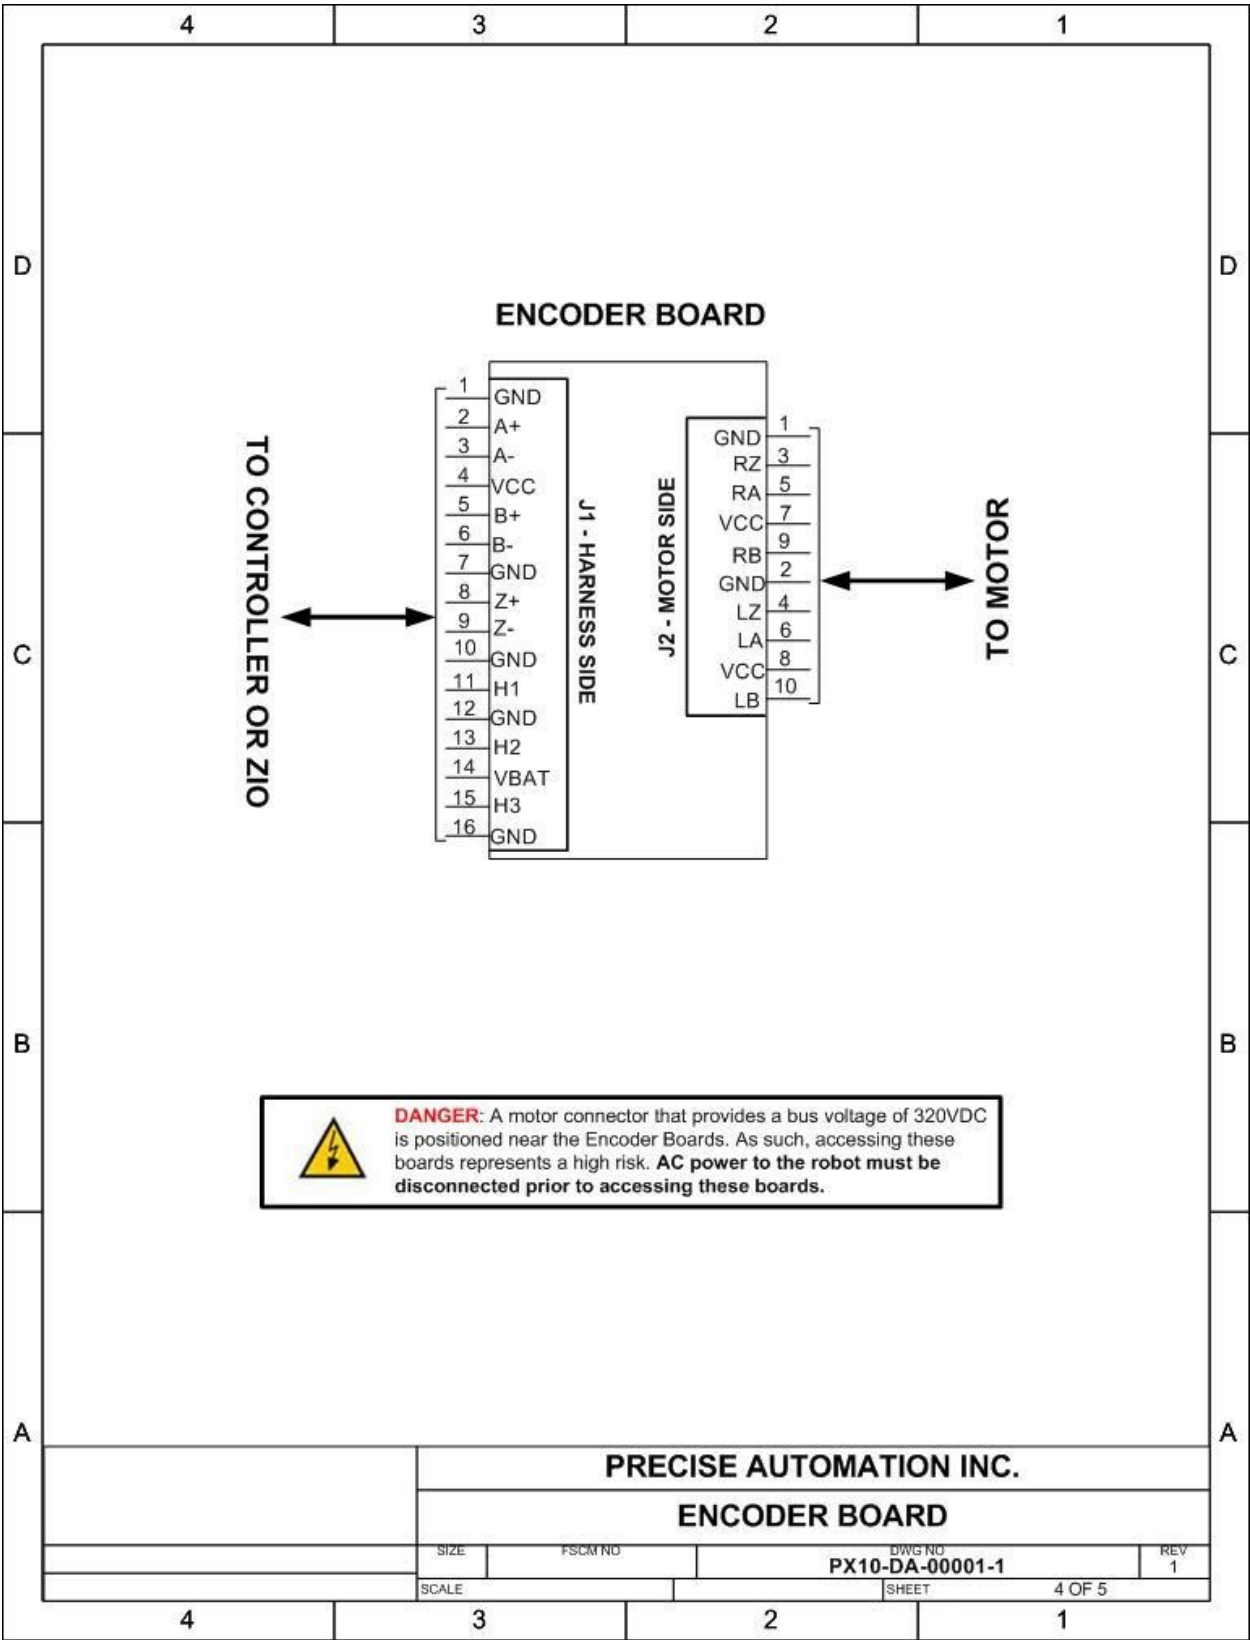 4 3 2 1
D D
ENCODER BOARD
TO CONTROLLER OR ZIO
1 GND
2 A+
3 A-
4 VCC
5 B+
6 B-
7 GND
8 Z+
9 Z-
10 GND
11 H1
12 GND
13 H2
14 VBAT
15 H3
16 GND
J1 - HARNESS SIDE
J2 - MOTOR SIDE
GND 1
RZ 3
RA 5
VCC 7
RB 9
GND 2
LZ 4
LA 6
VCC 8
LB 10
TO MOTOR
C C
B B
DANGER: A motor connector that provides a bus voltage of 320VDC
is positioned near the Encoder Boards. As such, accessing these
boards represents a high risk. AC power to the robot must be
disconnected prior to accessing these boards.
A A
PRECISE AUTOMATION INC.
ENCODER BOARD
SIZE FSCM NO DWG NO REV
PX10-DA-00001-1 1
SCALE SHEET 4 OF 5
4 3 2 1